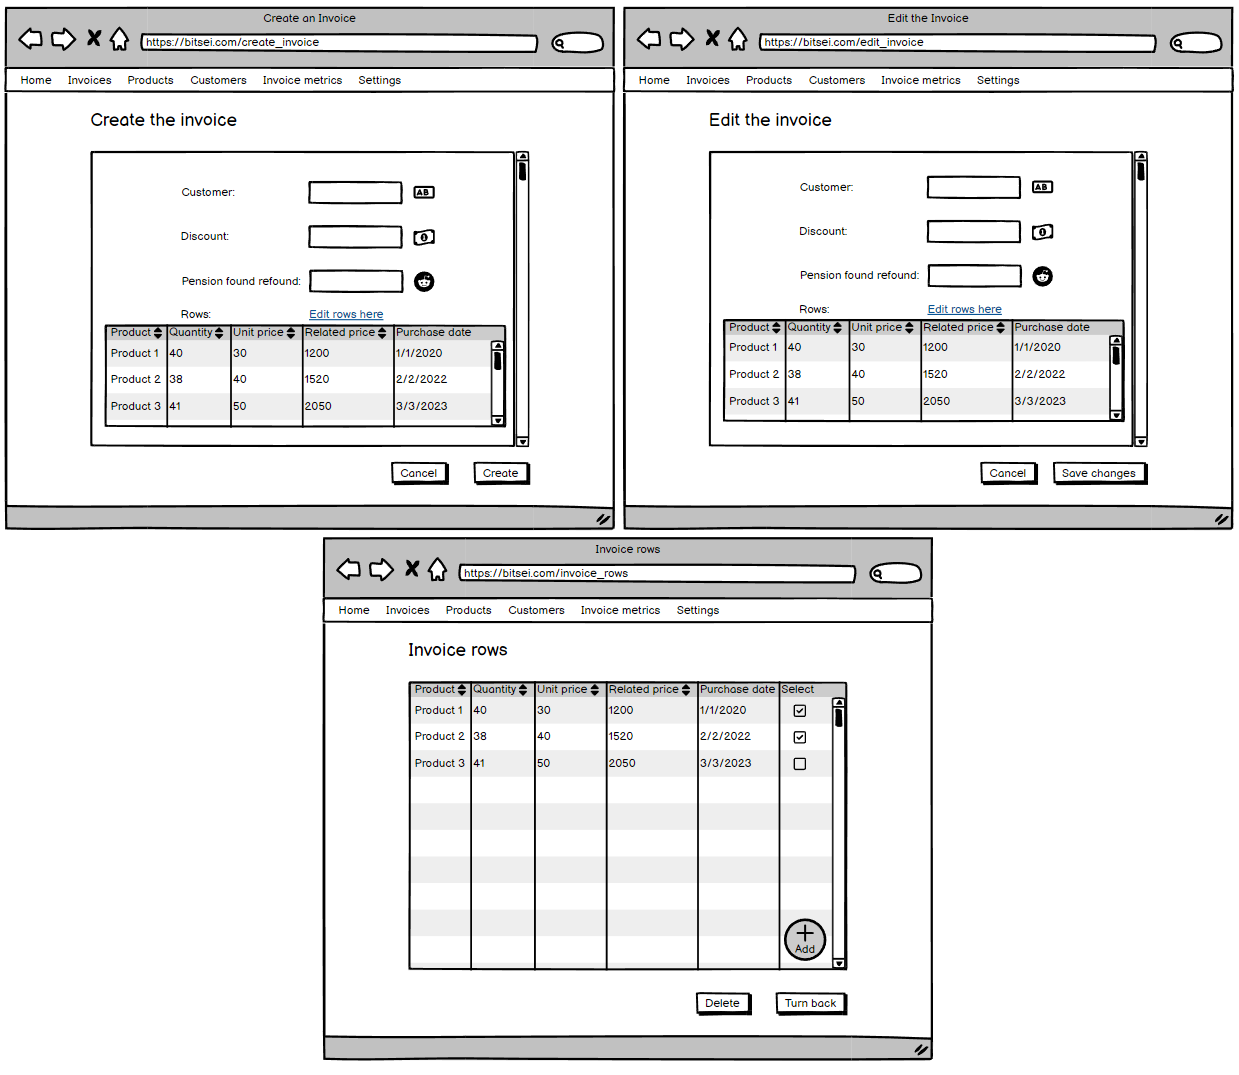 Create an Invoice
https://bitsei.com/create_invoice
Home Invoices Products Customers Invoice metrics Settings
Create the invoice
Customer: AB
Discount:
Pension found refound:
Rows: Edit rows here
Product Quantity Unit price Related price Purchase date
Product 1 40 30 1200 1/1/2020
Product 2 38 40 1520 2/2/2022
Product 3 41 50 2050 3/3/2023
Cancel Create
Edit the Invoice
https://bitsei.com/edit_invoice
Home Invoices Products Customers Invoice metrics Settings
Edit the invoice
Customer: AB
Discount:
Pension found refound:
Rows: Edit rows here
Product Quantity Unit price Related price Purchase date
Product 1 40 30 1200 1/1/2020
Product 2 38 40 1520 2/2/2022
Product 3 41 50 2050 3/3/2023
Cancel Save changes
Invoice rows
https://bitsei.com/invoice_rows
Home Invoices Products Customers Invoice metrics Settings
Invoice rows
Product Quantity Unit price Related price Purchase date Select
Product 1 40 30 1200 1/1/2020
Product 2 38 40 1520 2/2/2022
Product 3 41 50 2050 3/3/2023
Add
Delete Turn back